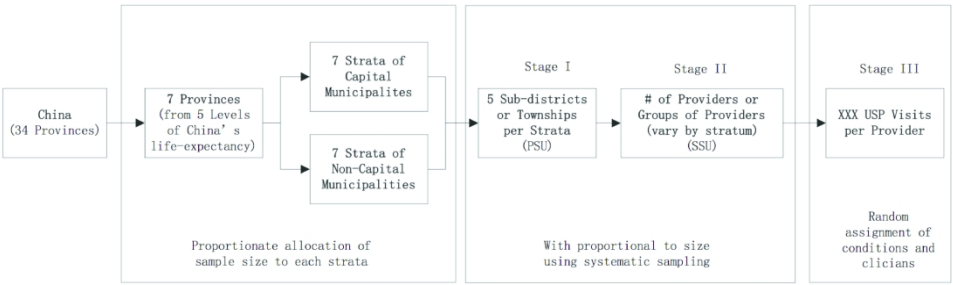 China
(34 Provinces)
7 Provinces
(from 5 Levels
of China's
life-expectancy)
7 Strata of
Capital
Municipalites
7 Strata of
Non-Capital
Municipalities
Proportionate allocation of
sample size to each strata
Stage I
5 Sub-districts
or Townships
per Strata
(PSU)
Stage II
# of Providers or
Groups of Providers
(vary by stratum)
(SSU)
With proportional to size
using systematic sampling
Stage III
XXX USP Visits
per Provider
Random
assignment of
conditions and
clicians